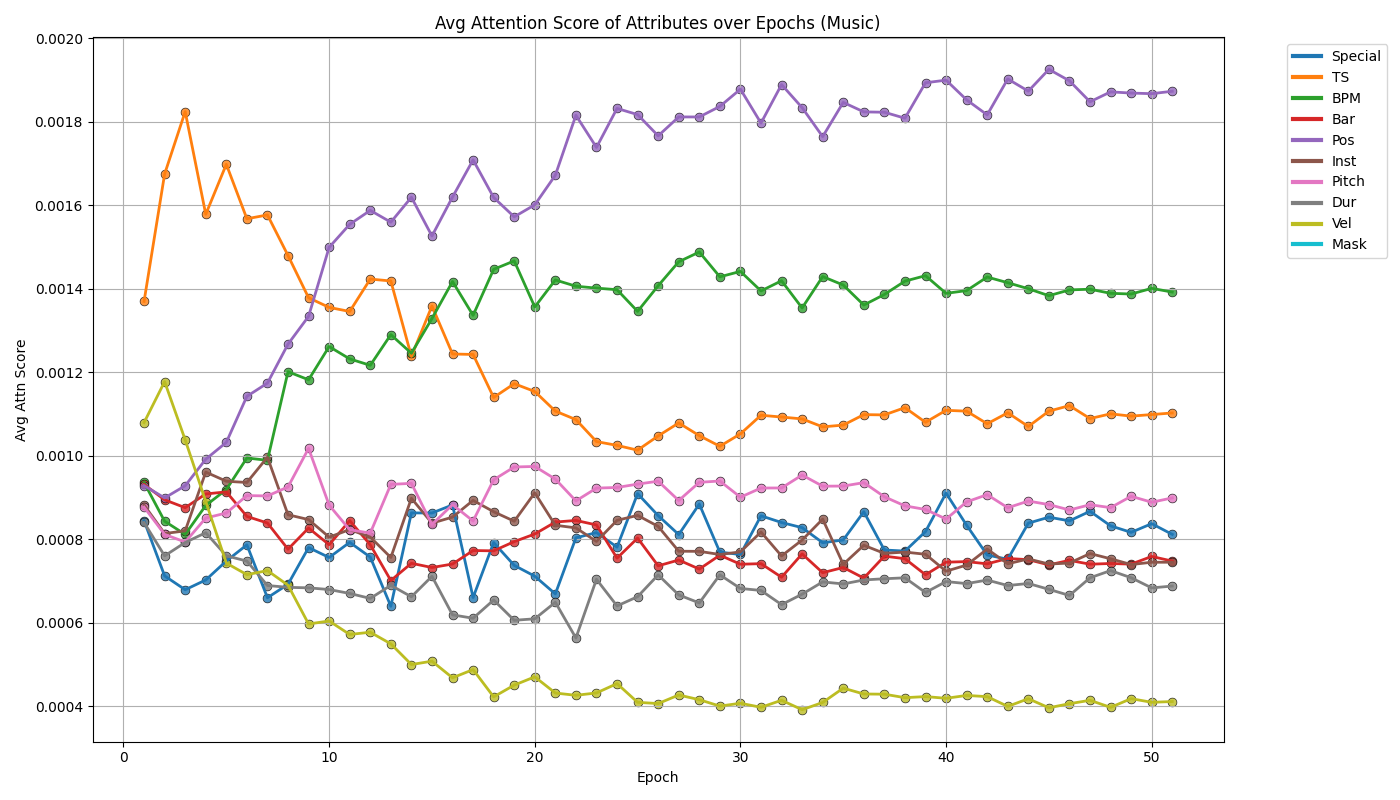 Avg Attention Score of Attributes over Epochs (Music)
Avg Attn Score
0.0020
0.0018
0.0016
0.0014
0.0012
0.0010
0.0008
0.0006
0.0004
0 10 20 30 40 50
Epoch
Special
TS
BPM
Bar
Pos
Inst
Pitch
Dur
Vel
Mask